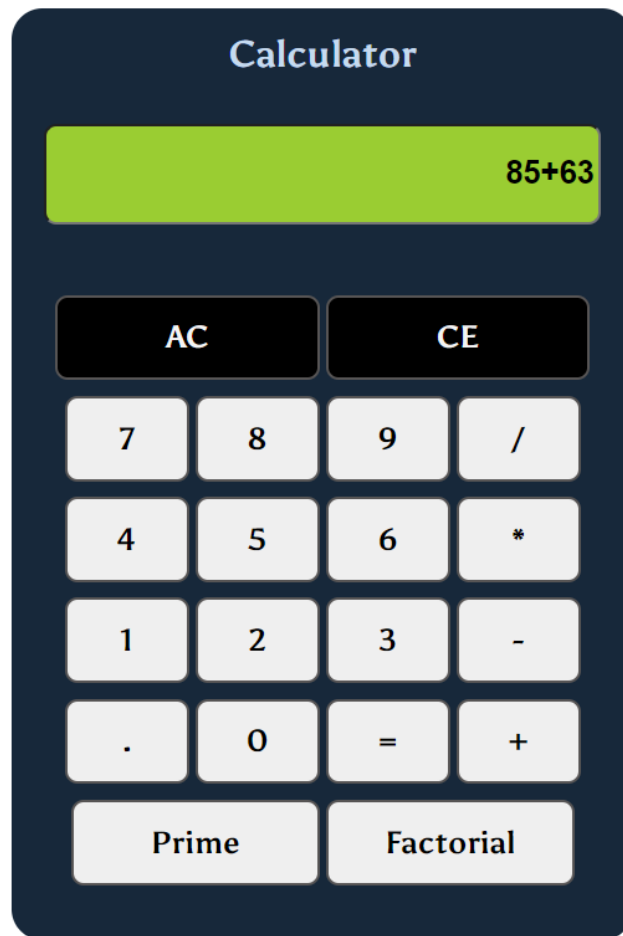 Calculator
85+63
AC CE
7 8 9 /
4 5 6 *
1 2 3 -
. 0 = +
Prime Factorial